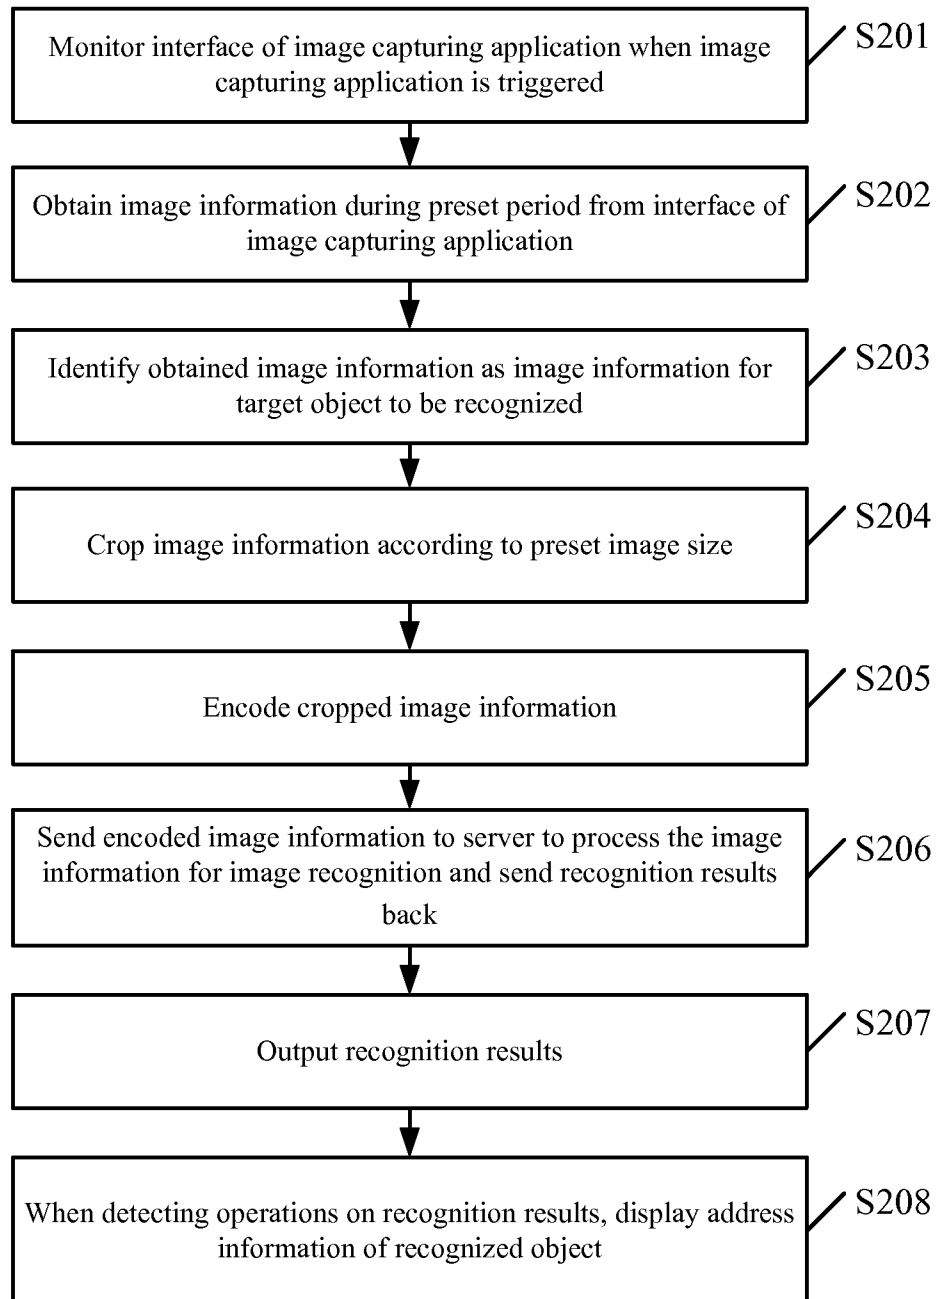 Monitor interface of image capturing application when image
capturing application is triggered
S201
Obtain image information during preset period from interface of
image capturing application
S202
Identify obtained image information as image information for
target object to be recognized
S203
Crop image information according to preset image size
S204
Encode cropped image information
S205
Send encoded image information to server to process the image
information for image recognition and send recognition results
back
S206
Output recognition results
S207
When detecting operations on recognition results, display address
information of recognized object
S208